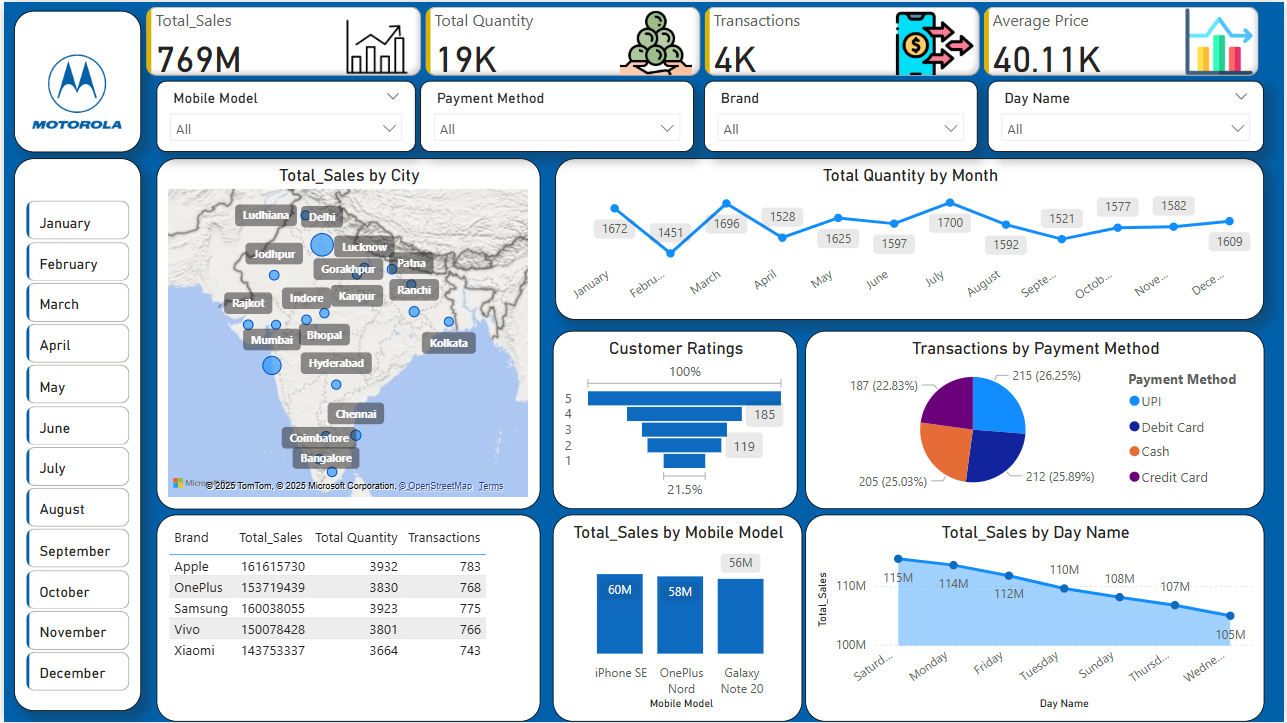 MOTOROLA
Total_Sales
769M
Total Quantity
19K
Transactions
4K
Average Price
40.11K
Mobile Model
All
Payment Method
All
Brand
All
Day Name
All
January
February
March
April
May
June
July
August
September
October
November
December
Total_Sales by City
Ludhiana
Delhi
Lucknow
Jodhpur
Gorakhpur
Patna
Ranchi
Rajkot
Indore
Kanpur
Mumbai
Bhopal
Kolkata
Hyderabad
Chennai
Coimbatore
Bangalore
© 2025 TomTom, © 2025 Microsoft Corporation, © OpenStreetMap Terms
Total Quantity by Month
1672
1451
1696
1528
1625
1597
1700
1592
1521
1577
1582
1609
January
Febru...
March
April
May
June
July
August
Septe...
Octob...
Nove...
Dece...
Customer Ratings
100%
5
4
185
3
2
119
1
21.5%
Transactions by Payment Method
187 (22.83%)
215 (26.25%)
205 (25.03%)
212 (25.89%)
Payment Method
UPI
Debit Card
Cash
Credit Card
Brand Total_Sales Total Quantity Transactions
Apple 161615730 3932 783
OnePlus 153719439 3830 768
Samsung 160038055 3923 775
Vivo 150078428 3801 766
Xiaomi 143753337 3664 743
Total_Sales by Mobile Model
60M
58M
56M
iPhone SE
OnePlus Nord
Galaxy Note 20
Mobile Model
Total_Sales by Day Name
Total_Sales
110M
100M
115M
114M
112M
110M
108M
107M
105M
Saturd...
Monday
Friday
Tuesday
Sunday
Thursd...
Wedne...
Day Name